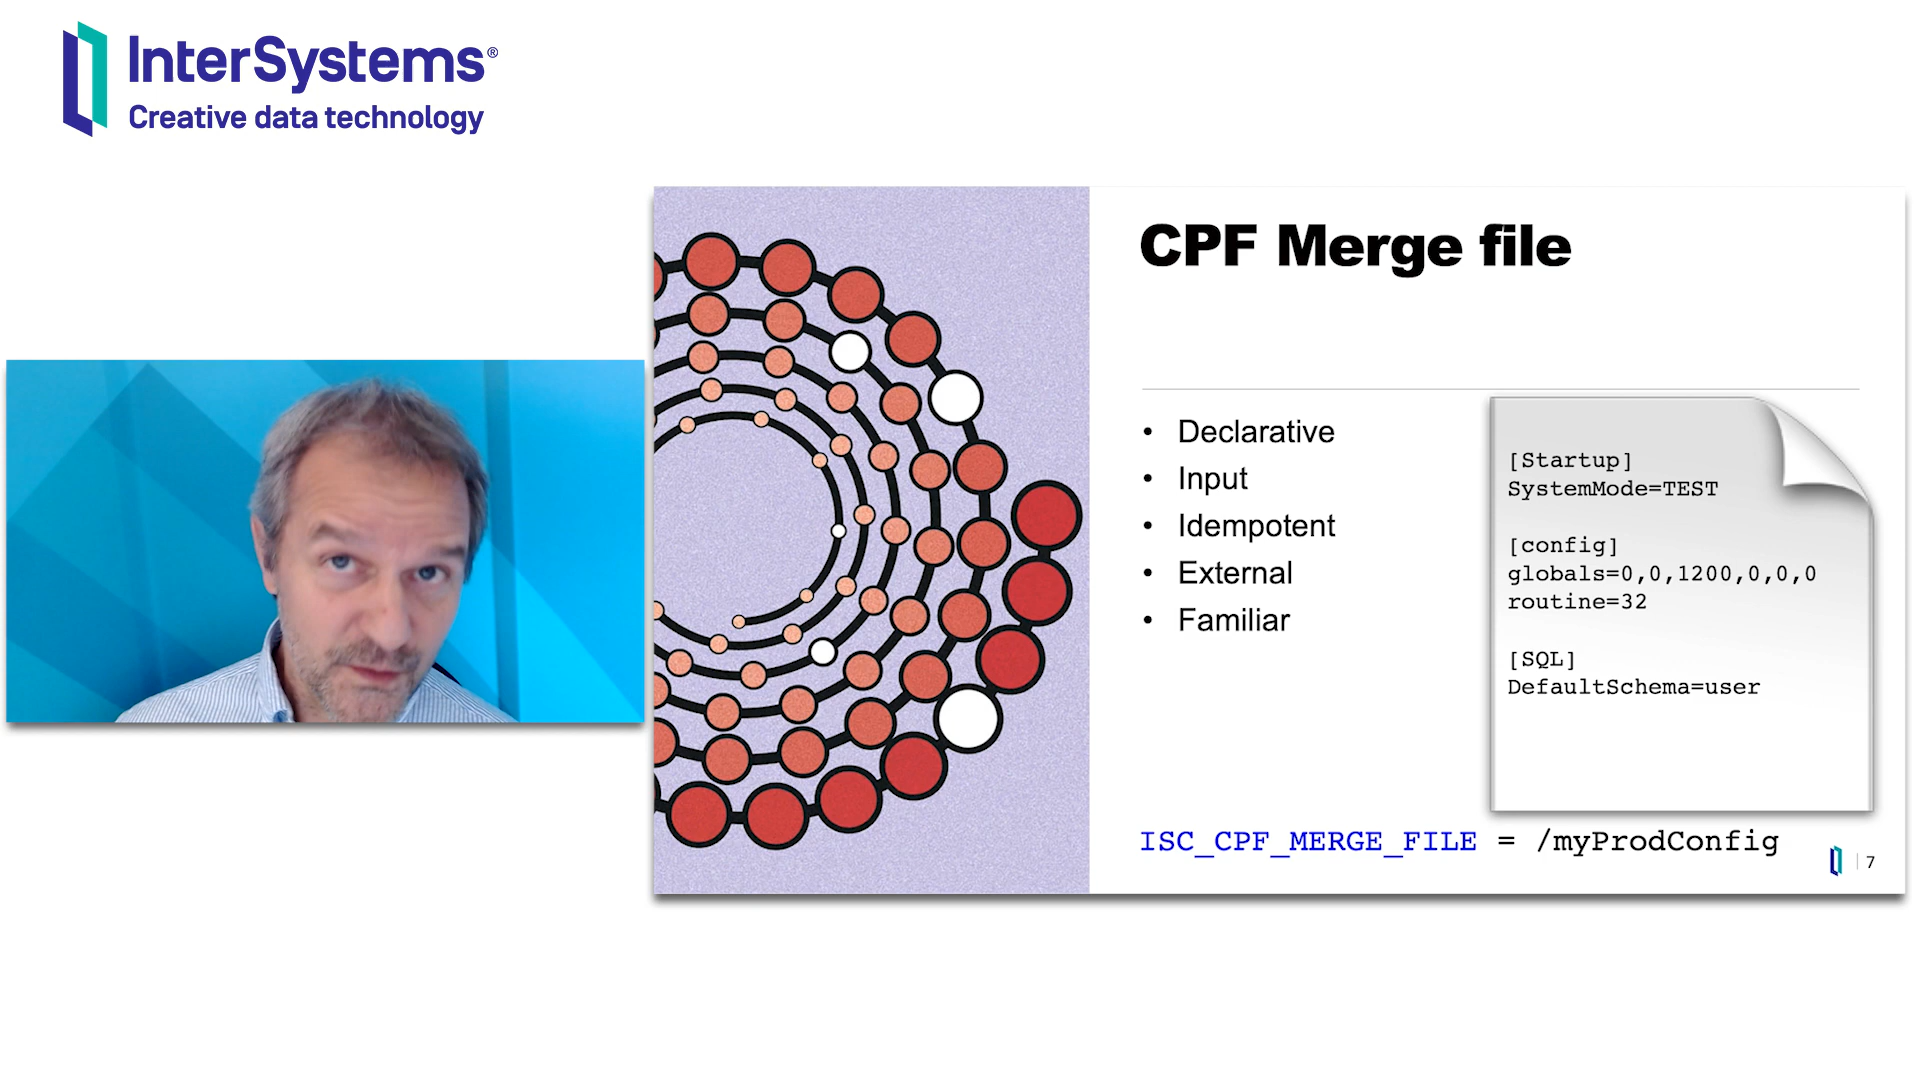 InterSystems®
Creative data technology
CPF Merge file
• Declarative
• Input
• Idempotent
• External
• Familiar
[Startup]
SystemMode=TEST
[config]
globals=0,0,1200,0,0,0
routine=32
[SQL]
DefaultSchema=user
ISC_CPF_MERGE_FILE = /myProdConfig
7